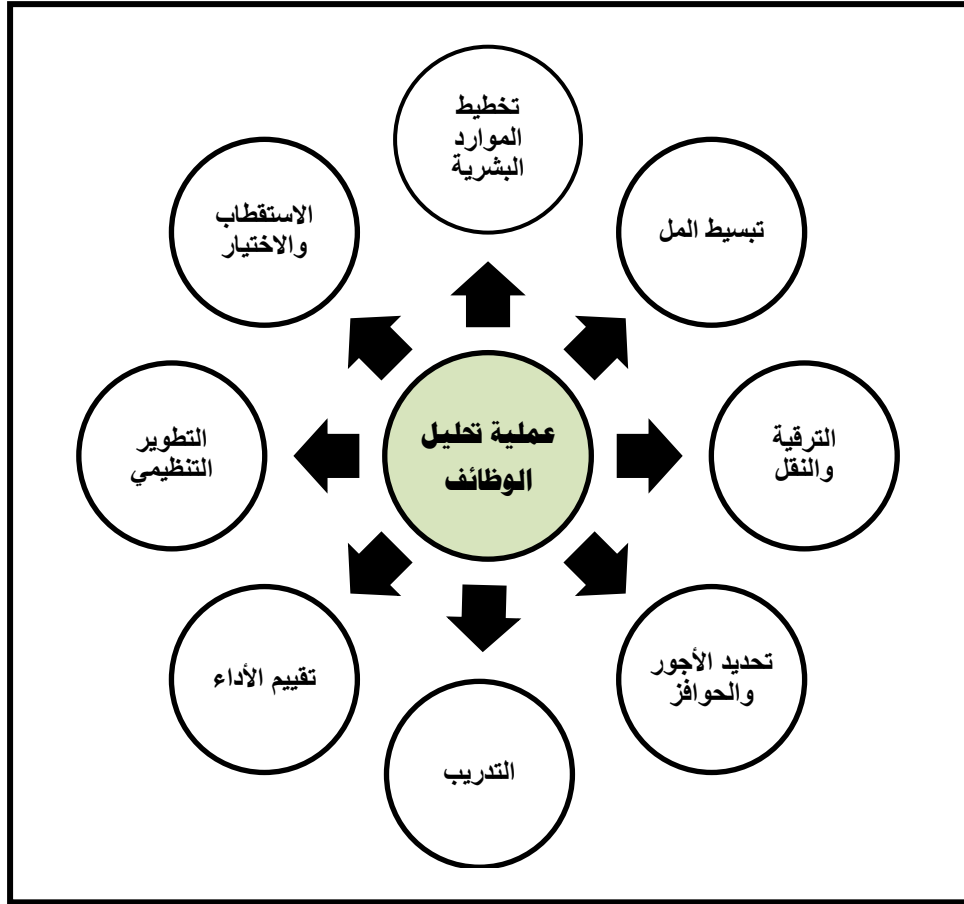 تخطيط
الموارد
البشرية
تبسيط المل
الترقية
والنقل
تحديد الأجور
والحوافز
التدريب
تقييم الأداء
التطوير
التنظيمي
الاستقطاب
والاختيار
عملية تحليل
الوظائف